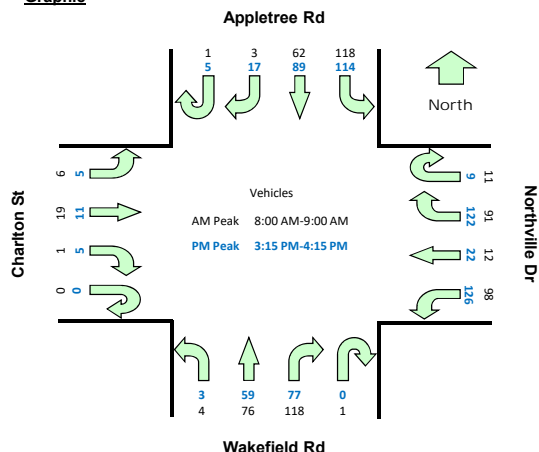 Graphic
Appletree Rd
1 3 62 118
5 17 89 114
North
6 5
19 11
1 5
0 0
Charlton St
Vehicles
AM Peak 8:00 AM-9:00 AM
PM Peak 3:15 PM-4:15 PM
9 11
122 91
22 12
126 98
Northville Dr
3 59 77 0
4 76 118 1
Wakefield Rd